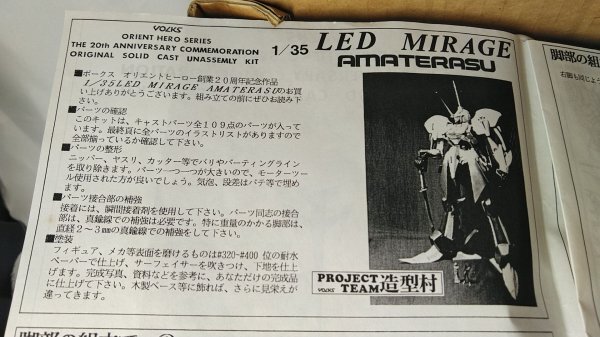 VOLKS
ORIENT HERO SERIES
THE 20th ANNIVERSARY COMMEMORATION
ORIGINAL SOLID CAST UNASSEMLY KIT
1/35 LED MIRAGE
AMATERASU
■ボークス オリエントヒーロー創業20周年記念作品
1/35LED MIRAGE AMATERASUのお買
い上げありがとうございます。組み立ての前にぜひお読み下
さい。
■パーツの確認
このキットは、キャストパーツ全109点のパーツが入って
います。最終頁に全パーツのイラストリストがありますので
全部揃っているか確認して下さい。
■パーツの整形
ニッパー、ヤスリ、カッター等でバリやパーティングライン
を取り除きます。パーツ一つ一つが大きいので、モーターツー
ル使用された方が良いでしょう。気泡、段差はパテ等で埋め
ます。
■パーツ接合部の補強
接着には、瞬間接着剤を使用して下さい。パーツ同志の接合
部は、真鍮線での補強は必要です。特に重量のかかる脚部は、
直径2～3mmの真鍮線での補強をして下さい。
■塗装
フィギュア、メカ等表面を磨けるものは#320-#400 位の耐水
ペーパーで仕上げ、サーフェイサーを吹きつけ、下地を仕上
げます。完成写真、資料などを参考に、あなただけの完成品
に仕上げて下さい。木製ベース等に飾れば、さらに見栄えが
違ってきます。
PROJECT
VOLKS TEAM 造型村
脚部の組
右図も同じよう